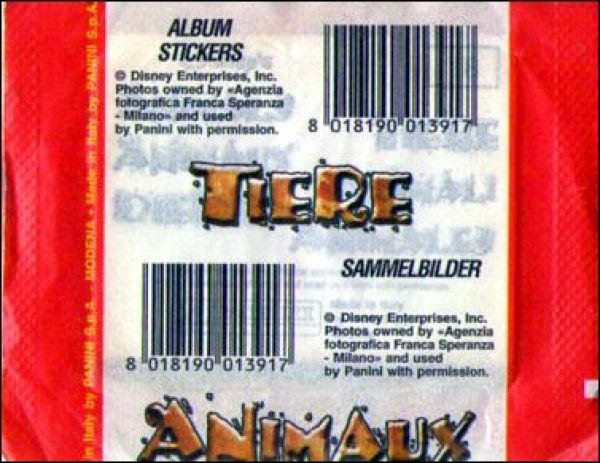 ALBUM
STICKERS
© Disney Enterprises, Inc.
Photos owned by «Agenzia
fotografica Franca Speranza
- Milano» and used
by Panini with permission.
8 018190 013917
TIERE
SAMMELBILDER
8 018190 013917
© Disney Enterprises, Inc.
Photos owned by «Agenzia
fotografica Franca Speranza
- Milano» and used
by Panini with permission.
ANIMAUX
in Italy by PANINI S.p.A. - MODENA • Made in Italy by PANINI S.p.A.